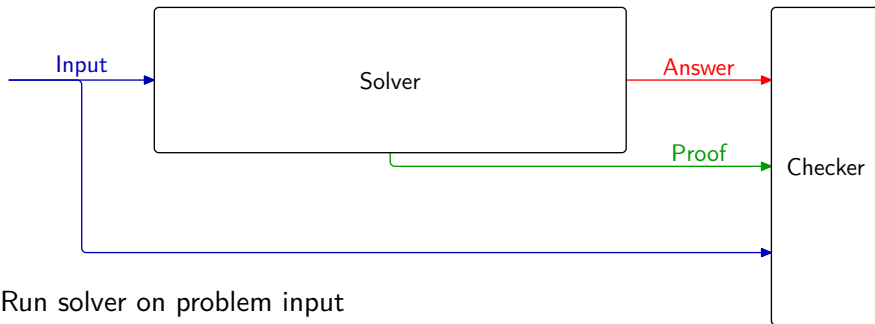 Input
Solver
Answer
Proof
Checker
Run solver on problem input